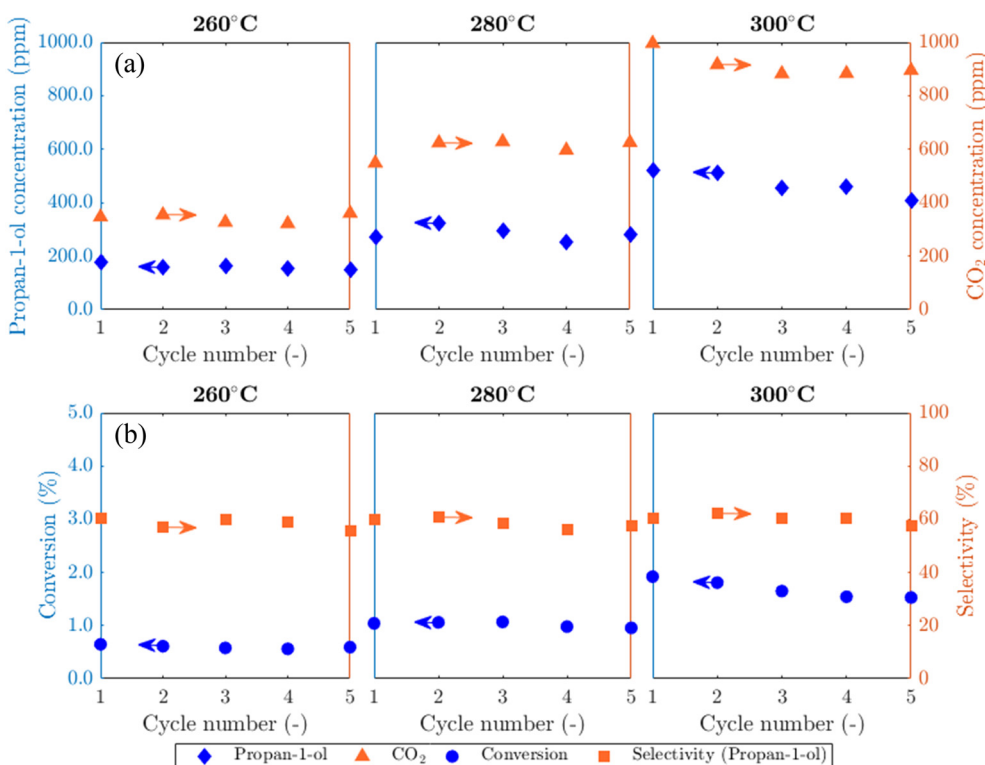 260°C 280°C 300°C
(a)
Propan-1-ol concentration (ppm)
1000.0
800.0
600.0
400.0
200.0
0.0
1000
800
600
400
200
0
CO₂ concentration (ppm)
1 2 3 4 5 1 2 3 4 5 1 2 3 4 5
Cycle number (-) Cycle number (-) Cycle number (-)
260°C 280°C 300°C
(b)
Conversion (%)
5.0
4.0
3.0
2.0
1.0
0.0
100
80
60
40
20
0
Selectivity (%)
1 2 3 4 5 1 2 3 4 5 1 2 3 4 5
Cycle number (-) Cycle number (-) Cycle number (-)
Propan-1-ol CO₂ Conversion Selectivity (Propan-1-ol)